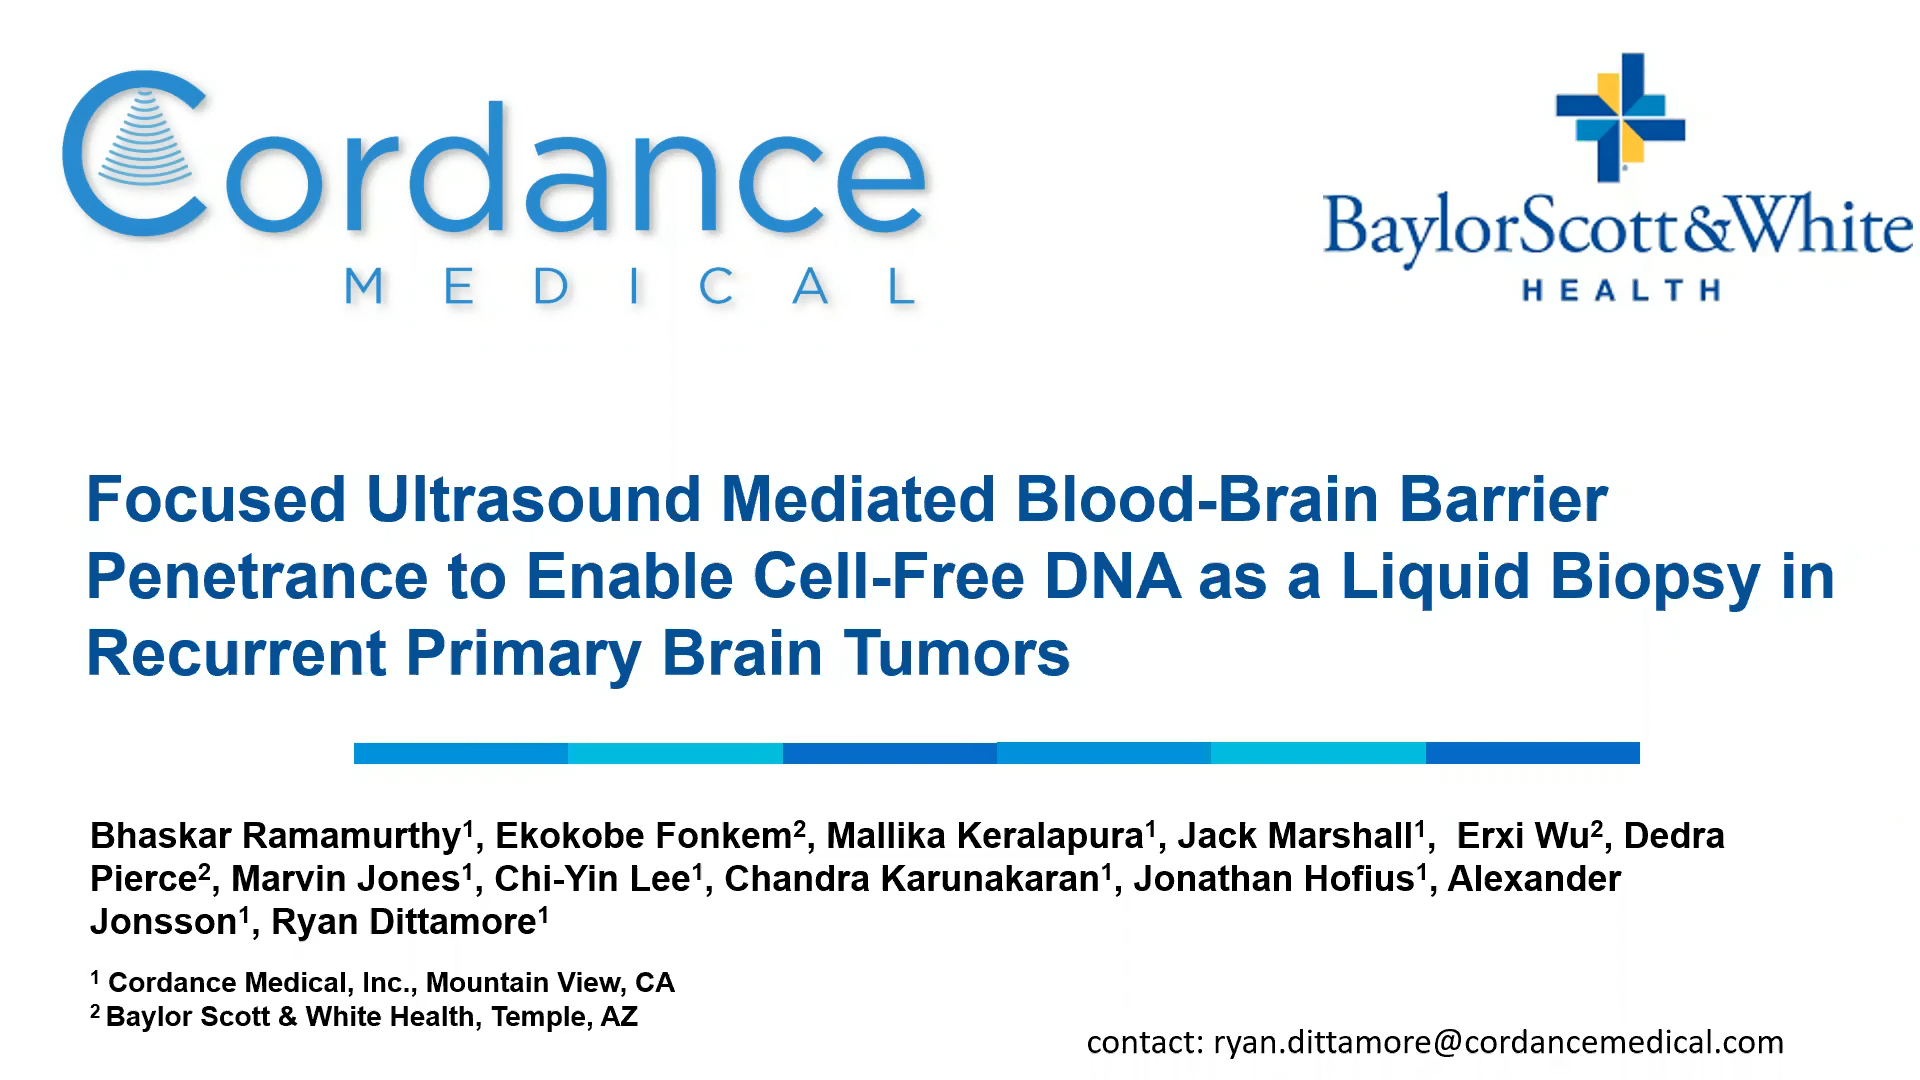 Cordance
MEDICAL
BaylorScott&White
HEALTH
Focused Ultrasound Mediated Blood-Brain Barrier
Penetrance to Enable Cell-Free DNA as a Liquid Biopsy in
Recurrent Primary Brain Tumors
Bhaskar Ramamurthy¹, Ekokobe Fonkem², Mallika Keralapura¹, Jack Marshall¹, Erxi Wu², Dedra
Pierce², Marvin Jones¹, Chi-Yin Lee¹, Chandra Karunakaran¹, Jonathan Hofius¹, Alexander
Jonsson¹, Ryan Dittamore¹
¹ Cordance Medical, Inc., Mountain View, CA
² Baylor Scott & White Health, Temple, AZ
contact: ryan.dittamore@cordancemedical.com